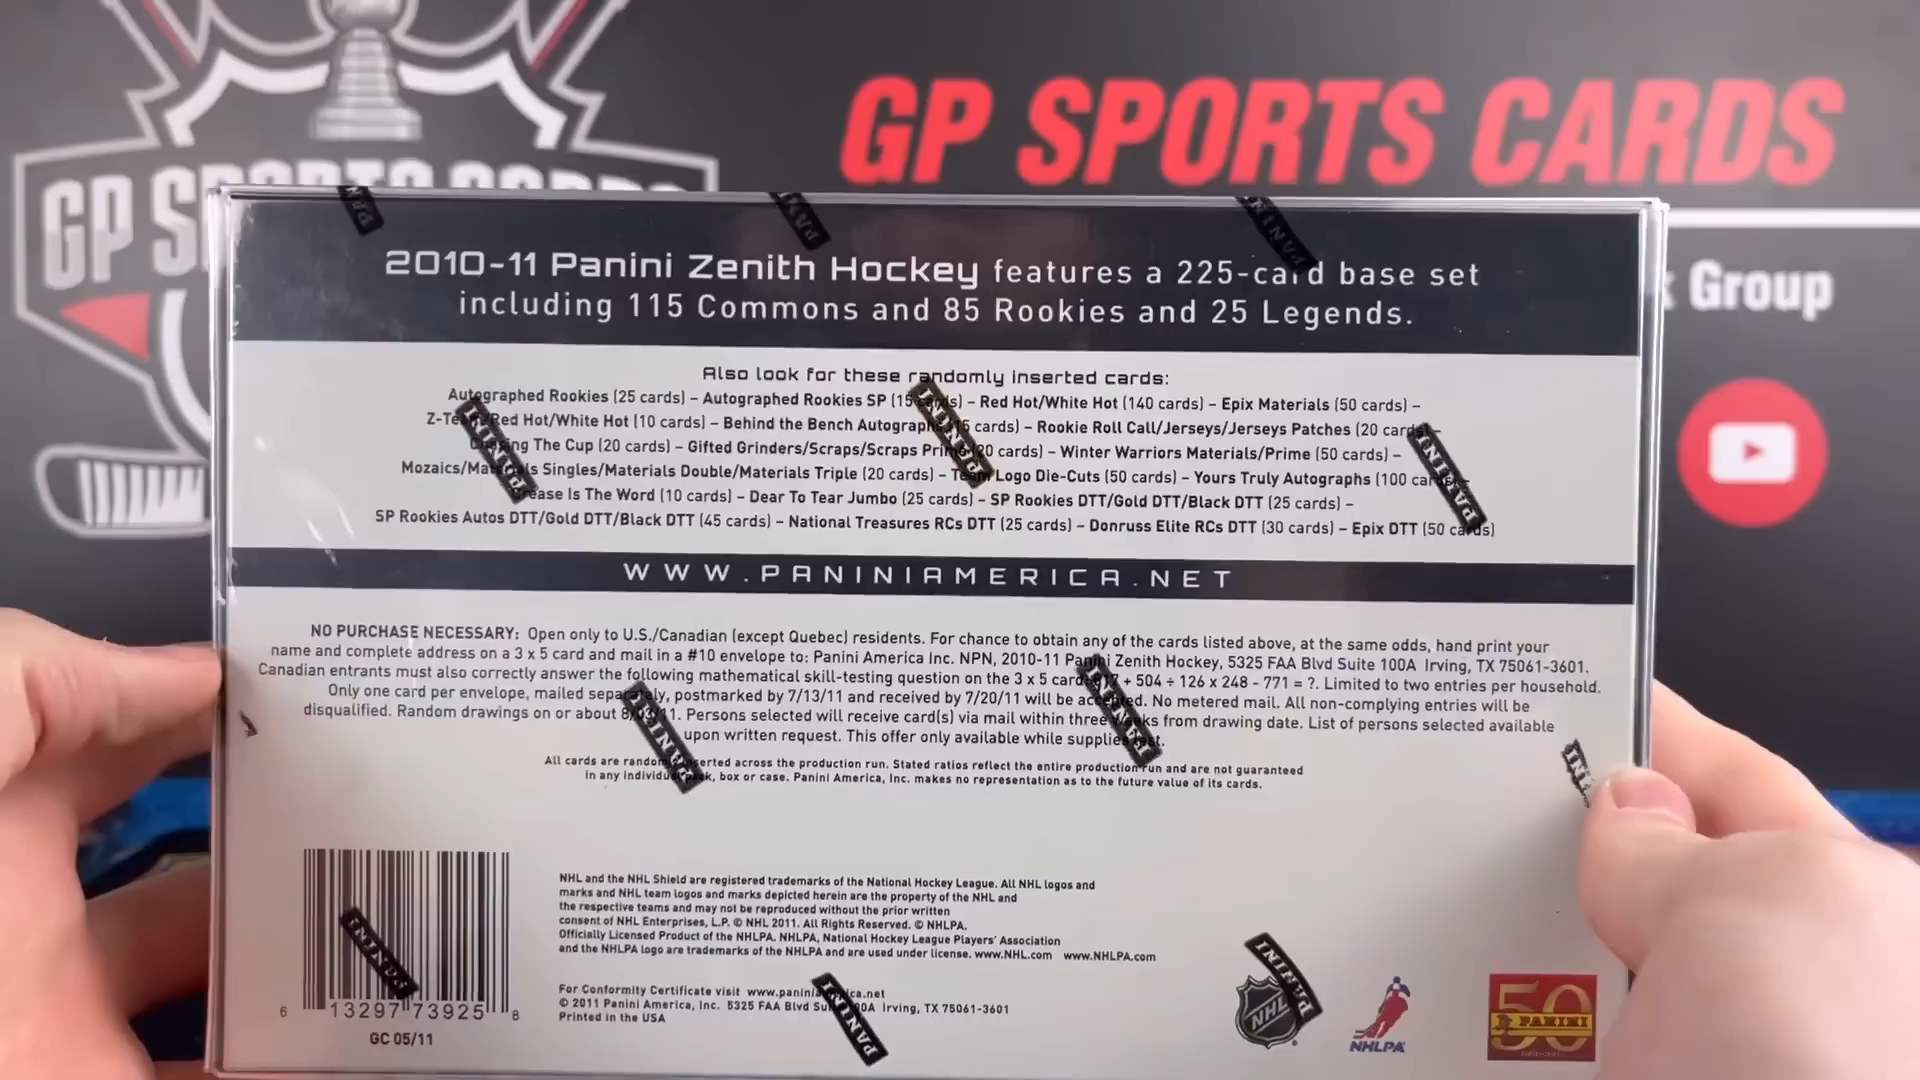 GP SPORTS CARDS
GP SPORTS CARDS
Group
2010-11 Panini Zenith Hockey features a 225-card base set
including 115 Commons and 85 Rookies and 25 Legends.
Also look for these randomly inserted cards:
Autographed Rookies (25 cards) – Autographed Rookies SP (15 cards) – Red Hot/White Hot (140 cards) – Epix Materials (50 cards) –
Z-Team/Red Hot/White Hot (10 cards) – Behind the Bench Autographs (15 cards) – Rookie Roll Call/Jerseys/Jerseys Patches (20 cards) –
Chasing The Cup (20 cards) – Gifted Grinders/Scraps/Scraps Prime (20 cards) – Winter Warriors Materials/Prime (50 cards) –
Mozaics/Materials Singles/Materials Double/Materials Triple (20 cards) – Team Logo Die-Cuts (50 cards) – Yours Truly Autographs (100 cards) –
Crease Is The Word (10 cards) – Dear To Tear Jumbo (25 cards) – SP Rookies DTT/Gold DTT/Black DTT (25 cards) –
SP Rookies Autos DTT/Gold DTT/Black DTT (45 cards) – National Treasures RCs DTT (25 cards) – Donruss Elite RCs DTT (30 cards) – Epix DTT (50 cards)
WWW.PANINIAMERICA.NET
NO PURCHASE NECESSARY: Open only to U.S./Canadian (except Quebec) residents. For chance to obtain any of the cards listed above, at the same odds, hand print your
name and complete address on a 3 x 5 card and mail in a #10 envelope to: Panini America Inc. NPN, 2010-11 Panini Zenith Hockey, 5325 FAA Blvd Suite 100A Irving, TX 75061-3601.
Canadian entrants must also correctly answer the following mathematical skill-testing question on the 3 x 5 card: + 504 ÷ 126 x 248 - 771 = ?. Limited to two entries per household.
Only one card per envelope, mailed separately, postmarked by 7/13/11 and received by 7/20/11 will be accepted. No metered mail. All non-complying entries will be
disqualified. Random drawings on or about 8/03/11. Persons selected will receive card(s) via mail within three weeks from drawing date. List of persons selected available
upon written request. This offer only available while supplies last.
All cards are randomly inserted across the production run. Stated ratios reflect the entire production run and are not guaranteed
in any individual pack, box or case. Panini America, Inc. makes no representation as to the future value of its cards.
NHL and the NHL Shield are registered trademarks of the National Hockey League. All NHL logos and
marks and NHL team logos and marks depicted herein are the property of the NHL and
the respective teams and may not be reproduced without the prior written
consent of NHL Enterprises, L.P. © NHL 2011. All Rights Reserved. © NHLPA.
Officially Licensed Product of the NHLPA. NHLPA, National Hockey League Players' Association
and the NHLPA logo are trademarks of the NHLPA and are used under license. www.NHL.com www.NHLPA.com
For Conformity Certificate visit www.paniniamerica.net
© 2011 Panini America, Inc. 5325 FAA Blvd Suite 100A Irving, TX 75061-3601
Printed in the USA
6 13297 73925 8
GC 05/11
NHL
NHLPA
50
PANINI
PANINI
PANINI
PANINI
PANINI
PANINI
PANINI
PANINI
PANINI